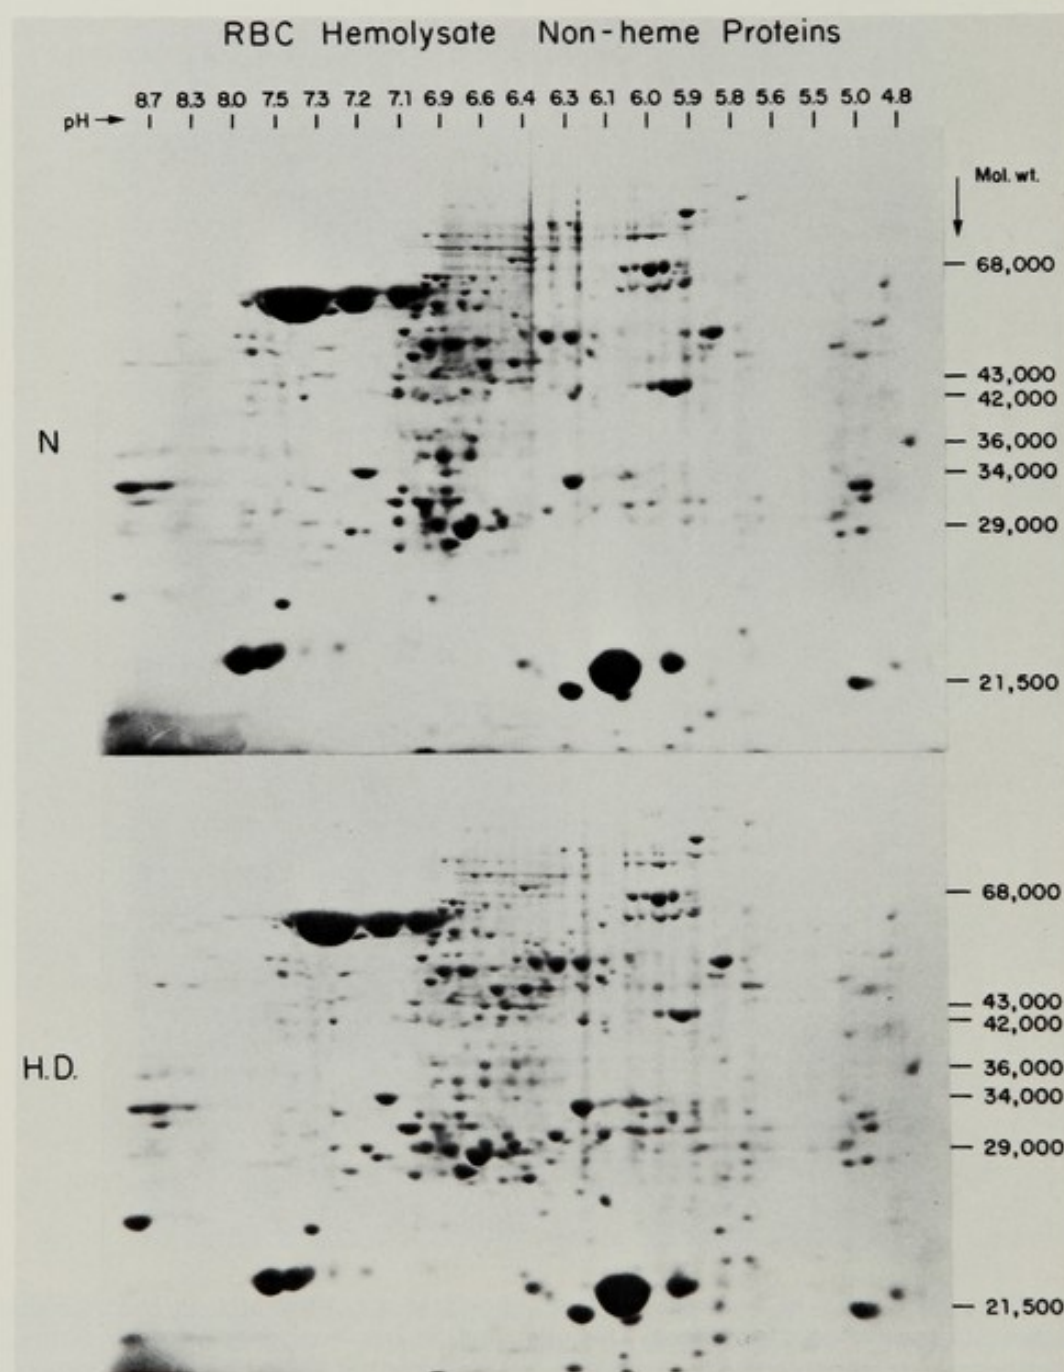 RBC Hemolysate Non-heme Proteins
8.7 8.3 8.0 7.5 7.3 7.2 7.1 6.9 6.6 6.4 6.3 6.1 6.0 5.9 5.8 5.6 5.5 5.0 4.8
pH→
Mol. wt.
68,000
43,000
42,000
N
36,000
34,000
29,000
21,500
68,000
43,000
42,000
H.D.
36,000
34,000
29,000
21,500